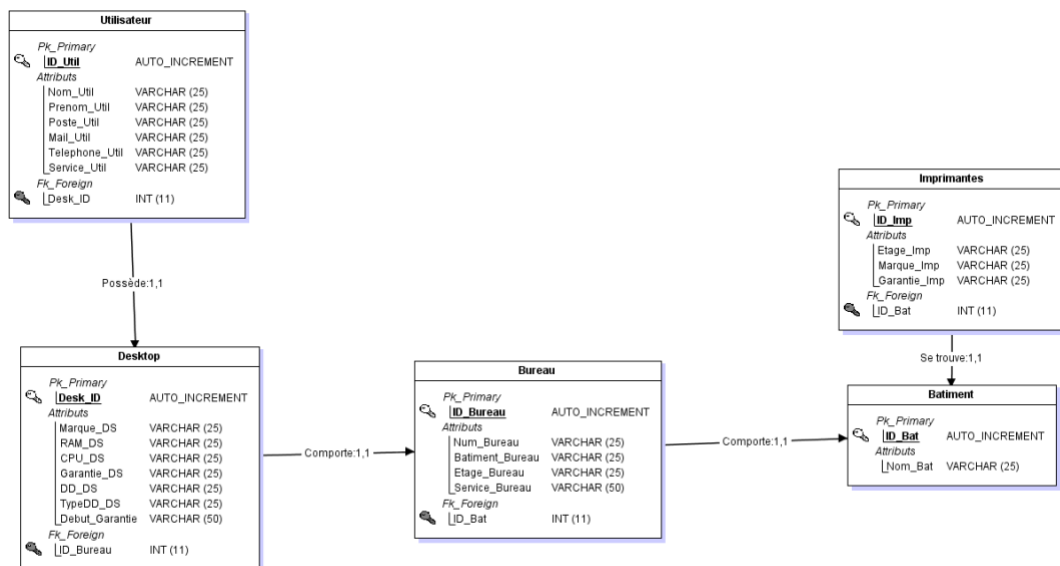 Utilisateur
Pk_Primary
ID_Util AUTO_INCREMENT
Attributs
Nom_Util VARCHAR (25)
Prenom_Util VARCHAR (25)
Poste_Util VARCHAR (25)
Mail_Util VARCHAR (25)
Telephone_Util VARCHAR (25)
Service_Util VARCHAR (25)
Fk_Foreign
Desk_ID INT (11)
Possède:1,1
Desktop
Pk_Primary
Desk_ID AUTO_INCREMENT
Attributs
Marque_DS VARCHAR (25)
RAM_DS VARCHAR (25)
CPU_DS VARCHAR (25)
Garantie_DS VARCHAR (25)
DD_DS VARCHAR (25)
TypeDD_DS VARCHAR (25)
Debut_Garantie VARCHAR (50)
Fk_Foreign
ID_Bureau INT (11)
Comporte:1,1
Bureau
Pk_Primary
ID_Bureau AUTO_INCREMENT
Attributs
Num_Bureau VARCHAR (25)
Batiment_Bureau VARCHAR (25)
Etage_Bureau VARCHAR (25)
Service_Bureau VARCHAR (50)
Fk_Foreign
ID_Bat INT (11)
Comporte:1,1
Imprimantes
Pk_Primary
ID_Imp AUTO_INCREMENT
Attributs
Etage_Imp VARCHAR (25)
Marque_Imp VARCHAR (25)
Garantie_Imp VARCHAR (25)
Fk_Foreign
ID_Bat INT (11)
Se trouve:1,1
Batiment
Pk_Primary
ID_Bat AUTO_INCREMENT
Attributs
Nom_Bat VARCHAR (25)